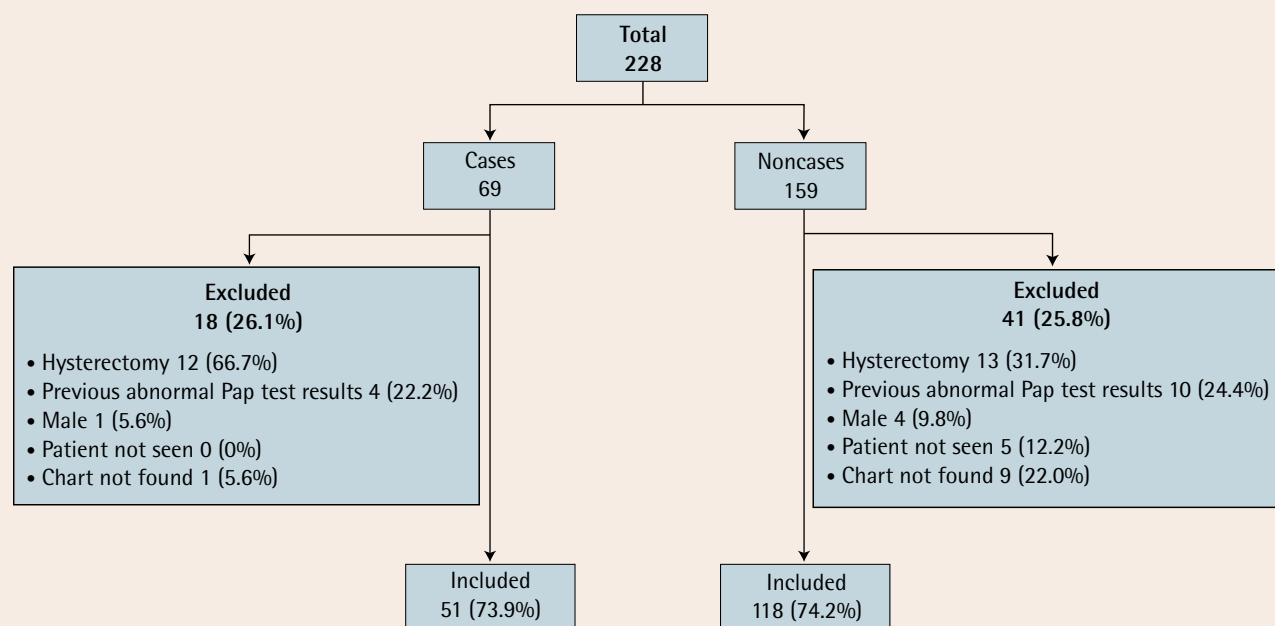 Total
228
Cases
69
Noncases
159
Excluded
18 (26.1%)
• Hysterectomy 12 (66.7%)
• Previous abnormal Pap test results 4 (22.2%)
• Male 1 (5.6%)
• Patient not seen 0 (0%)
• Chart not found 1 (5.6%)
Excluded
41 (25.8%)
• Hysterectomy 13 (31.7%)
• Previous abnormal Pap test results 10 (24.4%)
• Male 4 (9.8%)
• Patient not seen 5 (12.2%)
• Chart not found 9 (22.0%)
Included
51 (73.9%)
Included
118 (74.2%)